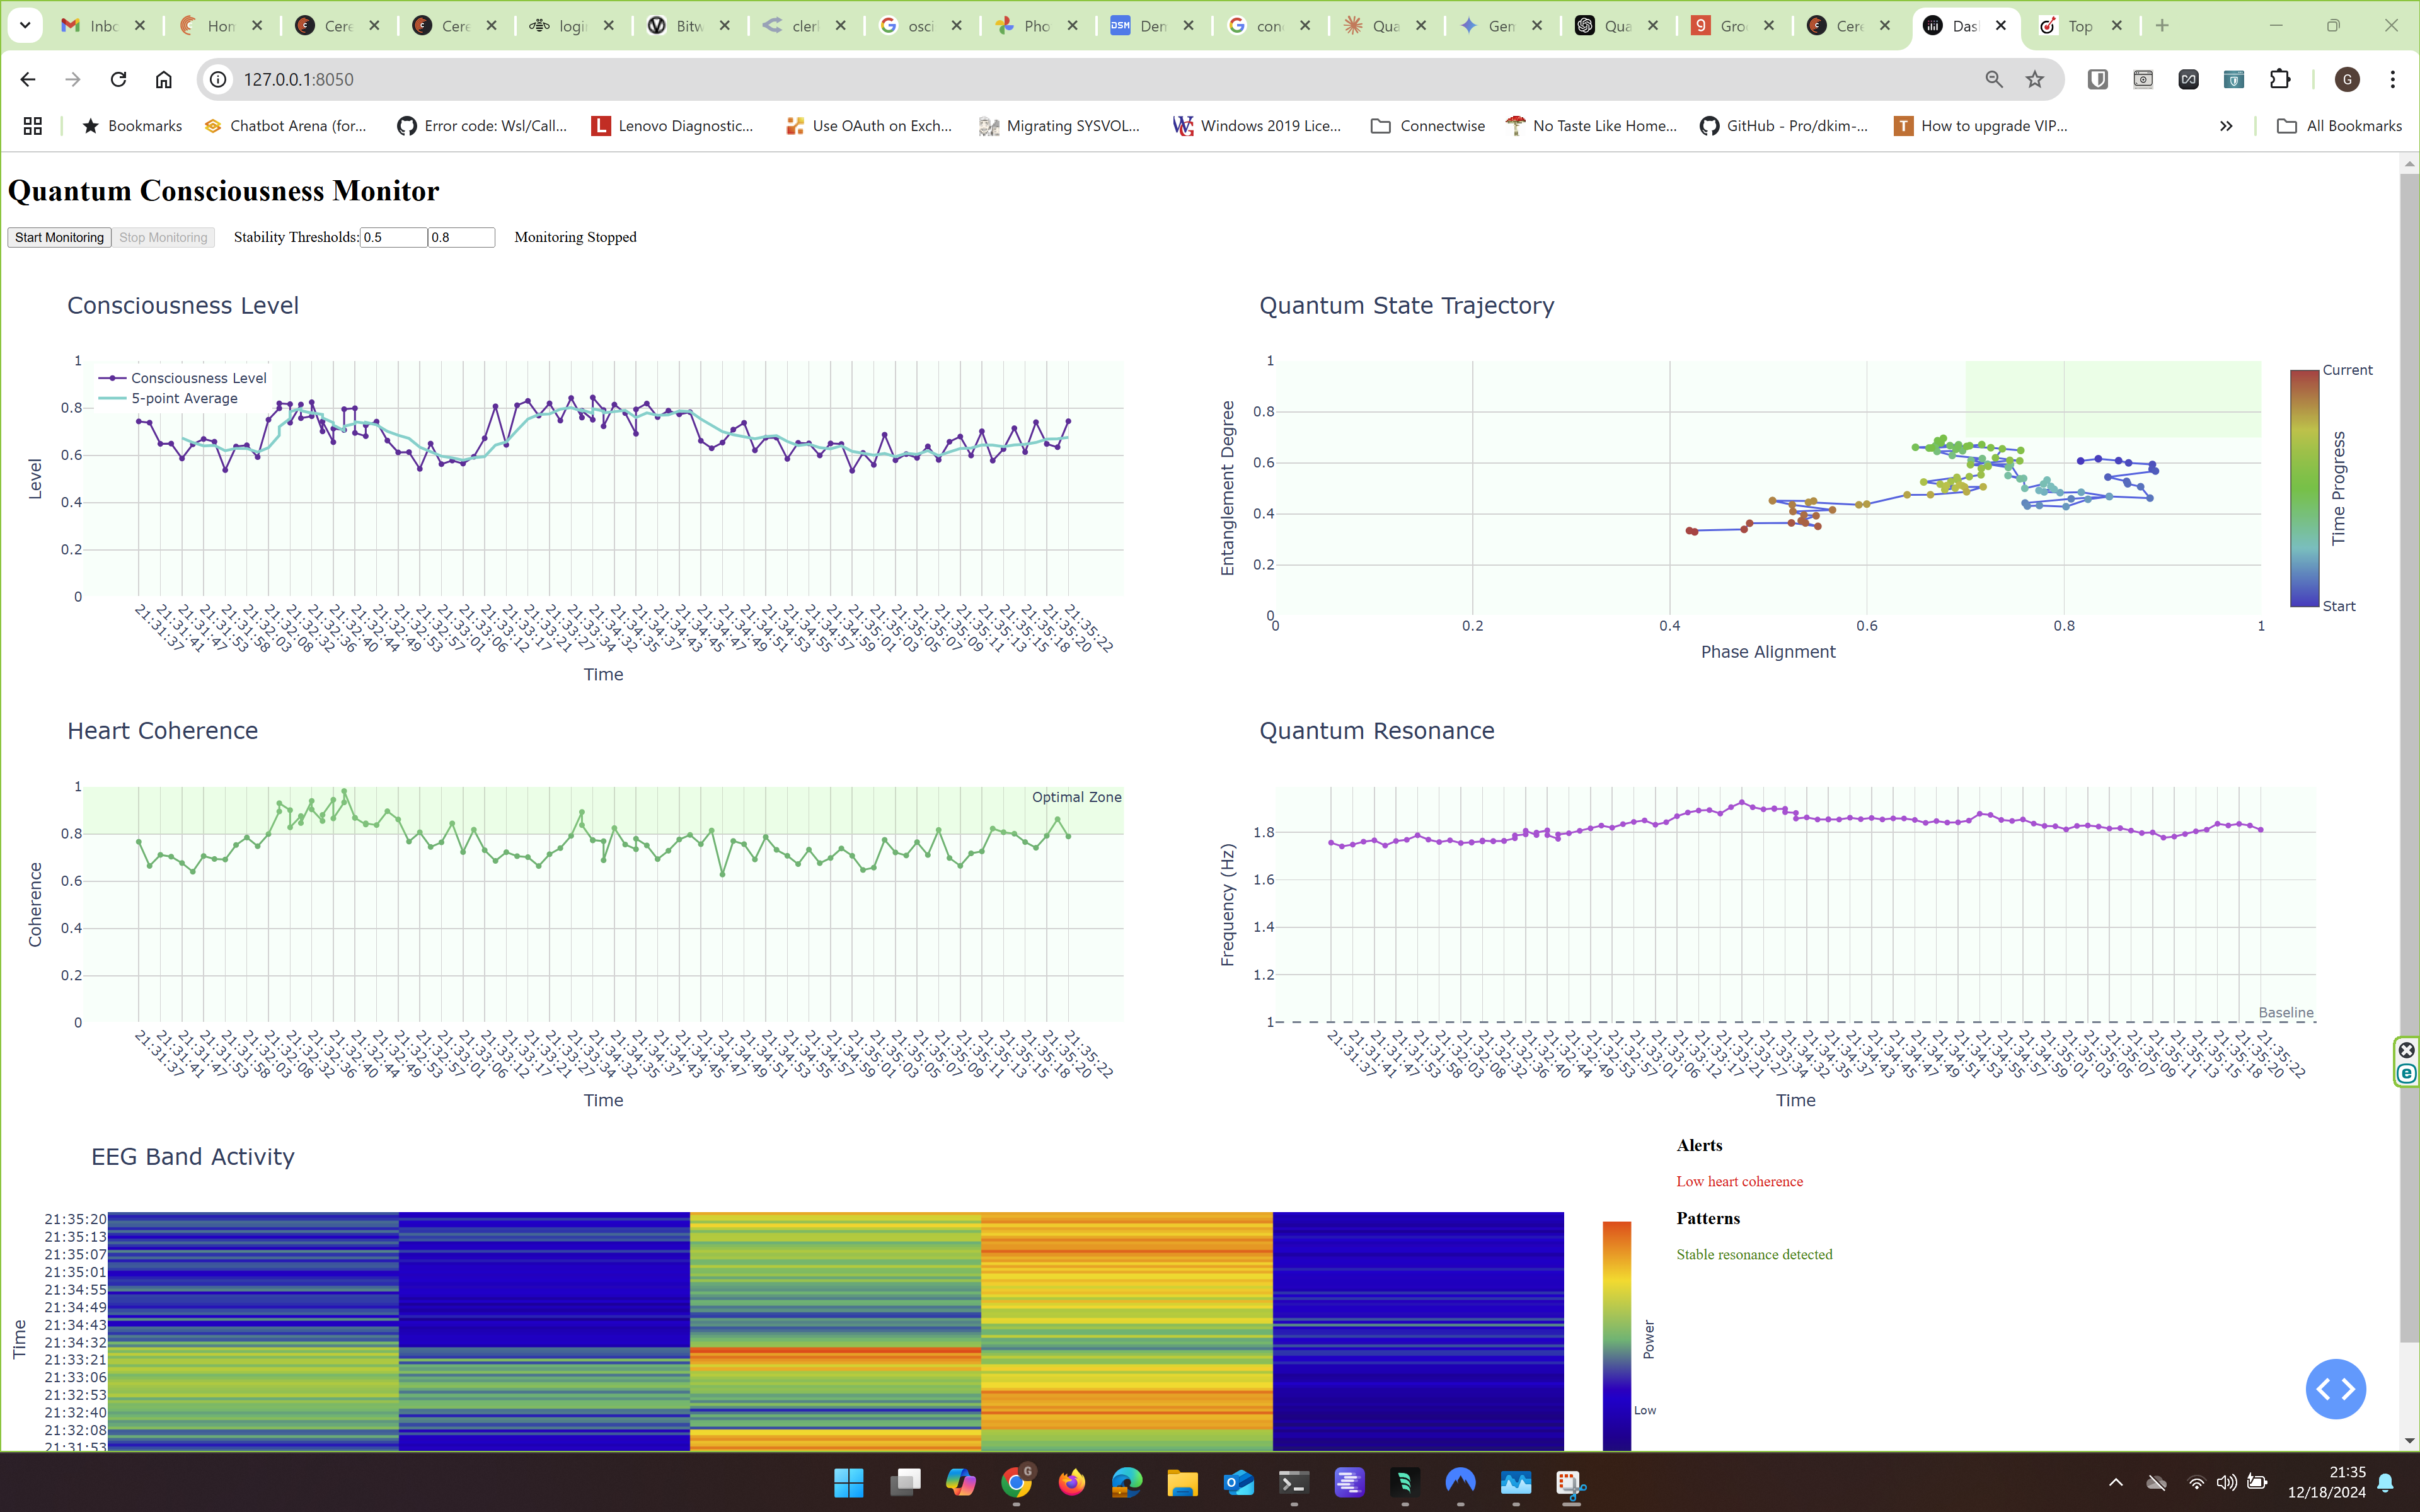 Inbc Hon Cere Cere logi Bitw cler osci Pho Den con Qua Gen Qua Gro Cere Das Top
127.0.0.1:8050
G
Bookmarks Chatbot Arena (for... Error code: Wsl/Call... Lenovo Diagnostic... Use OAuth on Exch... Migrating SYSVOL... Windows 2019 Lice... Connectwise No Taste Like Home... GitHub - Pro/dkim-... How to upgrade VIP... All Bookmarks
Quantum Consciousness Monitor
Start Monitoring Stop Monitoring Stability Thresholds: 0.5 0.8 Monitoring Stopped
Consciousness Level
Consciousness Level
5-point Average
Level
1
0.8
0.6
0.4
0.2
0
21:31:37 21:31:41 21:31:47 21:31:53 21:31:58 21:32:03 21:32:08 21:32:32 21:32:36 21:32:40 21:32:44 21:32:49 21:32:53 21:32:57 21:33:01 21:33:06 21:33:12 21:33:17 21:33:21 21:33:27 21:33:34 21:34:32 21:34:35 21:34:37 21:34:43 21:34:45 21:34:47 21:34:49 21:34:51 21:34:53 21:34:55 21:34:57 21:34:59 21:35:01 21:35:03 21:35:05 21:35:07 21:35:09 21:35:11 21:35:13 21:35:15 21:35:18 21:35:20 21:35:22
Time
Quantum State Trajectory
Entanglement Degree
1
0.8
0.6
0.4
0.2
0
0 0.2 0.4 0.6 0.8 1
Phase Alignment
Current
Time Progress
Start
Heart Coherence
Optimal Zone
Coherence
1
0.8
0.6
0.4
0.2
0
21:31:37 21:31:41 21:31:47 21:31:53 21:31:58 21:32:03 21:32:08 21:32:32 21:32:36 21:32:40 21:32:44 21:32:49 21:32:53 21:32:57 21:33:01 21:33:06 21:33:12 21:33:17 21:33:21 21:33:27 21:33:34 21:34:32 21:34:35 21:34:37 21:34:43 21:34:45 21:34:47 21:34:49 21:34:51 21:34:53 21:34:55 21:34:57 21:34:59 21:35:01 21:35:03 21:35:05 21:35:07 21:35:09 21:35:11 21:35:13 21:35:15 21:35:18 21:35:20 21:35:22
Time
Quantum Resonance
Frequency (Hz)
1.8
1.6
1.4
1.2
1
Baseline
21:31:37 21:31:41 21:31:47 21:31:53 21:31:58 21:32:03 21:32:08 21:32:32 21:32:36 21:32:40 21:32:44 21:32:49 21:32:53 21:32:57 21:33:01 21:33:06 21:33:12 21:33:17 21:33:21 21:33:27 21:33:34 21:34:32 21:34:35 21:34:37 21:34:43 21:34:45 21:34:47 21:34:49 21:34:51 21:34:53 21:34:55 21:34:57 21:34:59 21:35:01 21:35:03 21:35:05 21:35:07 21:35:09 21:35:11 21:35:13 21:35:15 21:35:18 21:35:20 21:35:22
Time
EEG Band Activity
Time
21:35:20
21:35:13
21:35:07
21:35:01
21:34:55
21:34:49
21:34:43
21:34:32
21:33:21
21:33:06
21:32:53
21:32:40
21:32:08
21:31:53
Power
Low
Alerts
Low heart coherence
Patterns
Stable resonance detected
21:35
12/18/2024